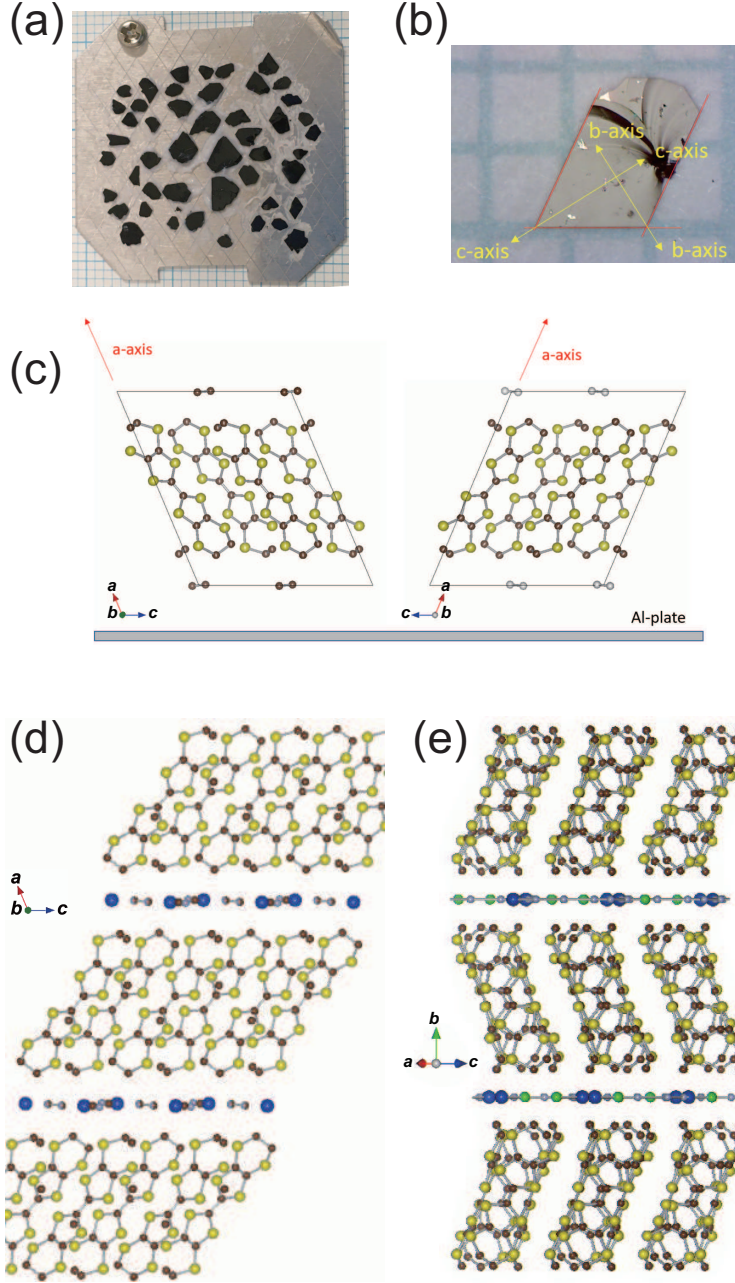 (a)
(b)
b-axis
c-axis
c-axis
b-axis
(c)
a-axis
a-axis
a
b
c
a
c
b
Al-plate
(d)
(e)
a
b
c
b
a
c